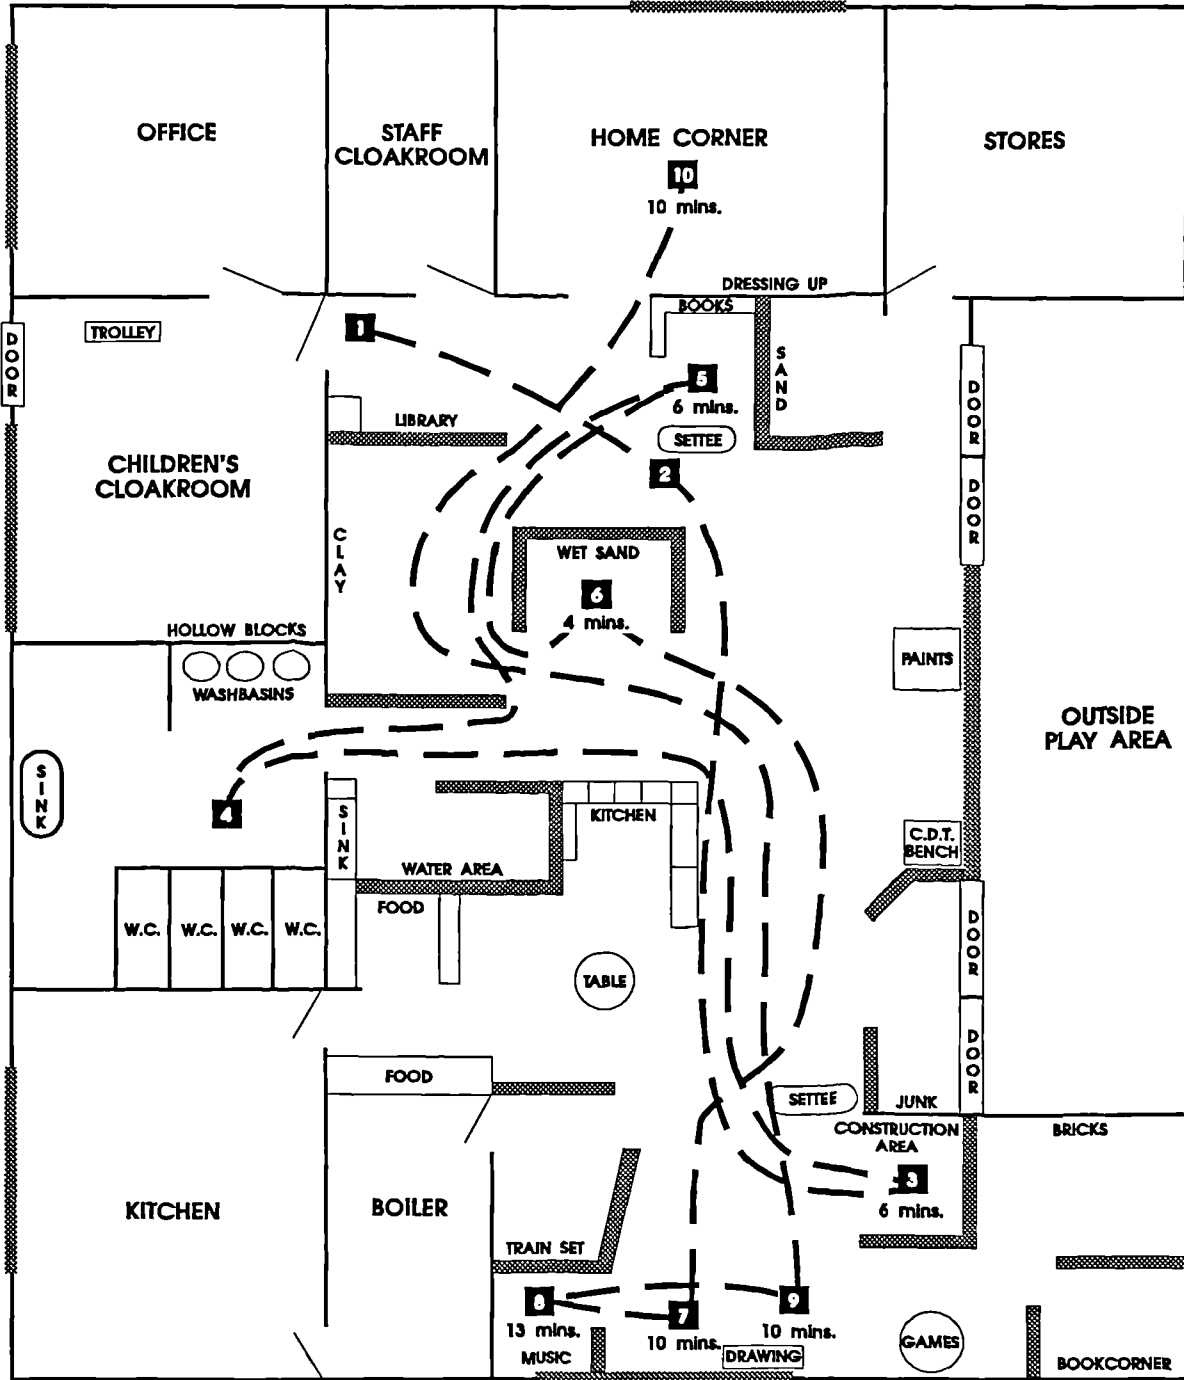 OFFICE
STAFF
CLOAKROOM
HOME CORNER
10
10 mins.
STORES
DRESSING UP
BOOKS
TROLLEY
DOOR
1
5
6 mins.
SAND
DOOR
LIBRARY
SETTEE
2
CHILDREN'S
CLOAKROOM
DOOR
CLAY
WET SAND
6
4 mins.
HOLLOW BLOCKS
WASHBASINS
PAINTS
OUTSIDE
PLAY AREA
SINK
4
SINK
KITCHEN
C.D.T.
BENCH
WATER AREA
FOOD
W.C.
W.C.
W.C.
W.C.
TABLE
DOOR
DOOR
FOOD
SETTEE
JUNK
CONSTRUCTION
AREA
BRICKS
3
6 mins.
KITCHEN
BOILER
TRAIN SET
8
13 mins.
7
10 mins.
9
10 mins.
MUSIC
DRAWING
GAMES
BOOKCORNER